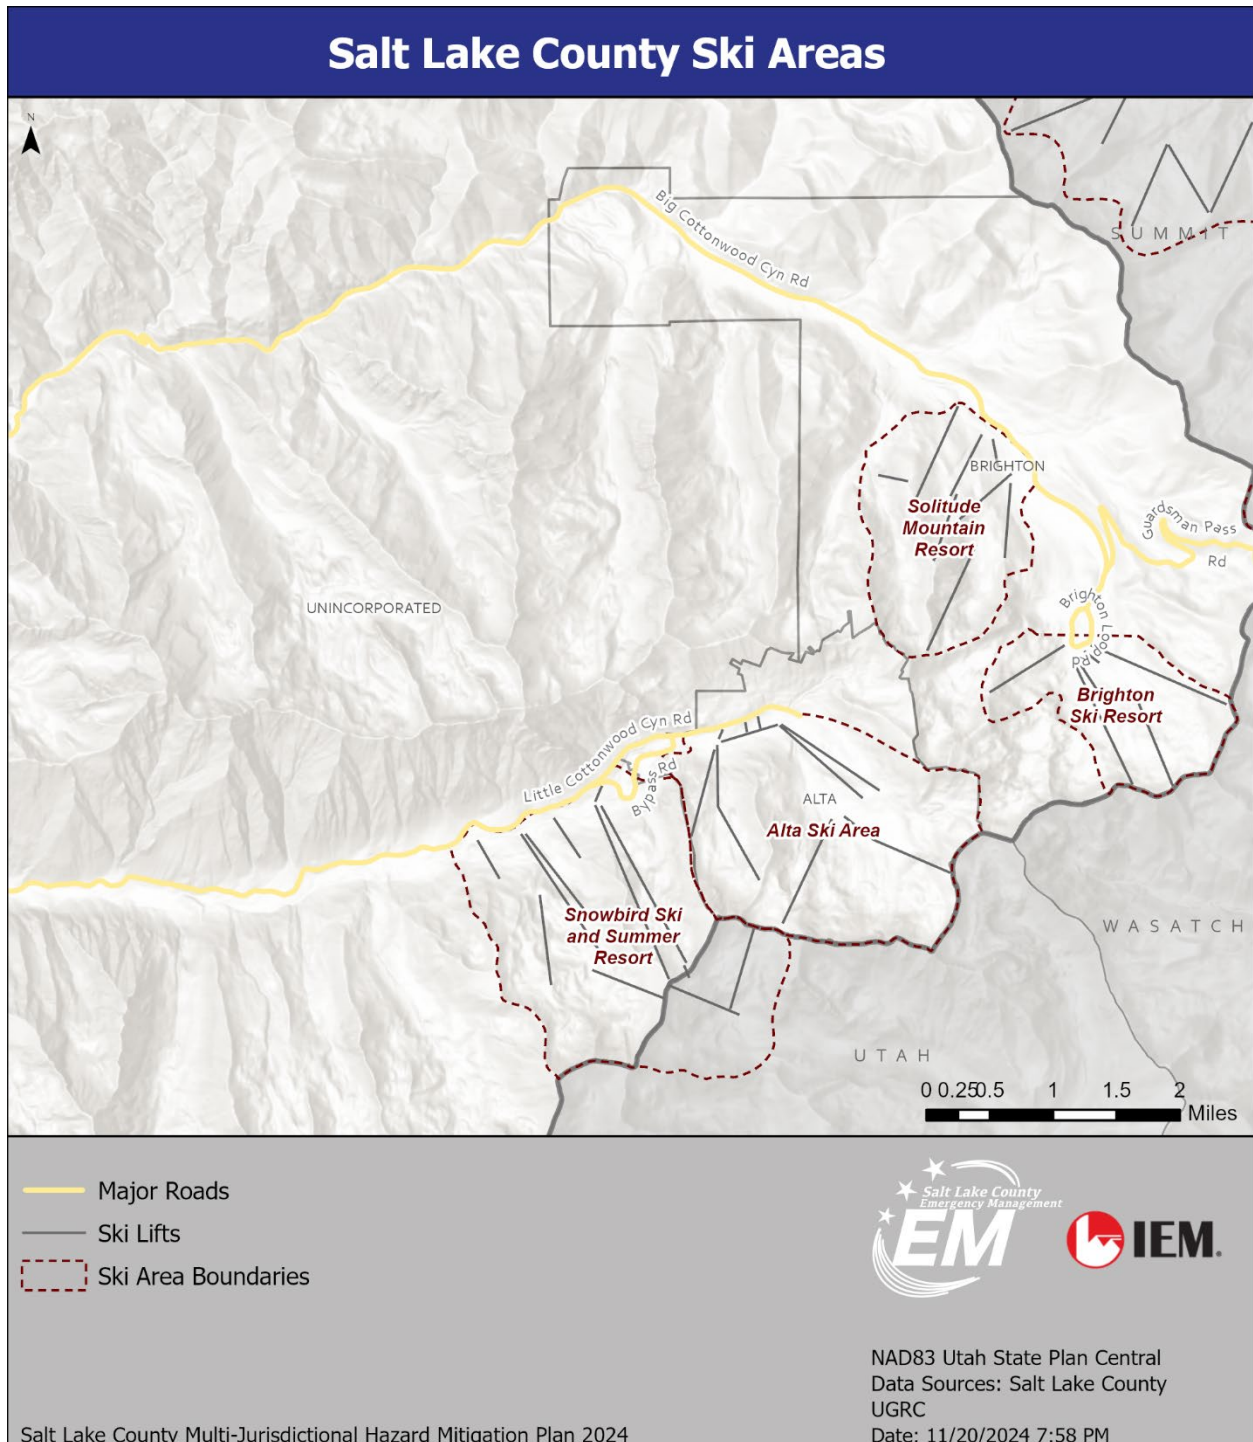 Salt Lake County Ski Areas
N
SUMMIT
Big Cottonwood Cyn Rd
BRIGHTON
Solitude
Mountain
Resort
Guardsman Pass
Rd
UNINCORPORATED
Brighton Loop Rd
Brighton
Ski Resort
Little Cottonwood Cyn Rd
Bypass Rd
ALTA
Alta Ski Area
Snowbird Ski
and Summer
Resort
WASATCH
UTAH
0 0.25 0.5 1 1.5 2
Miles
Major Roads
Ski Lifts
Ski Area Boundaries
Salt Lake County
Emergency Management
EM
IEM.
NAD83 Utah State Plan Central
Data Sources: Salt Lake County
UGRC
Date: 11/20/2024 7:58 PM
Salt Lake County Multi-Jurisdictional Hazard Mitigation Plan 2024